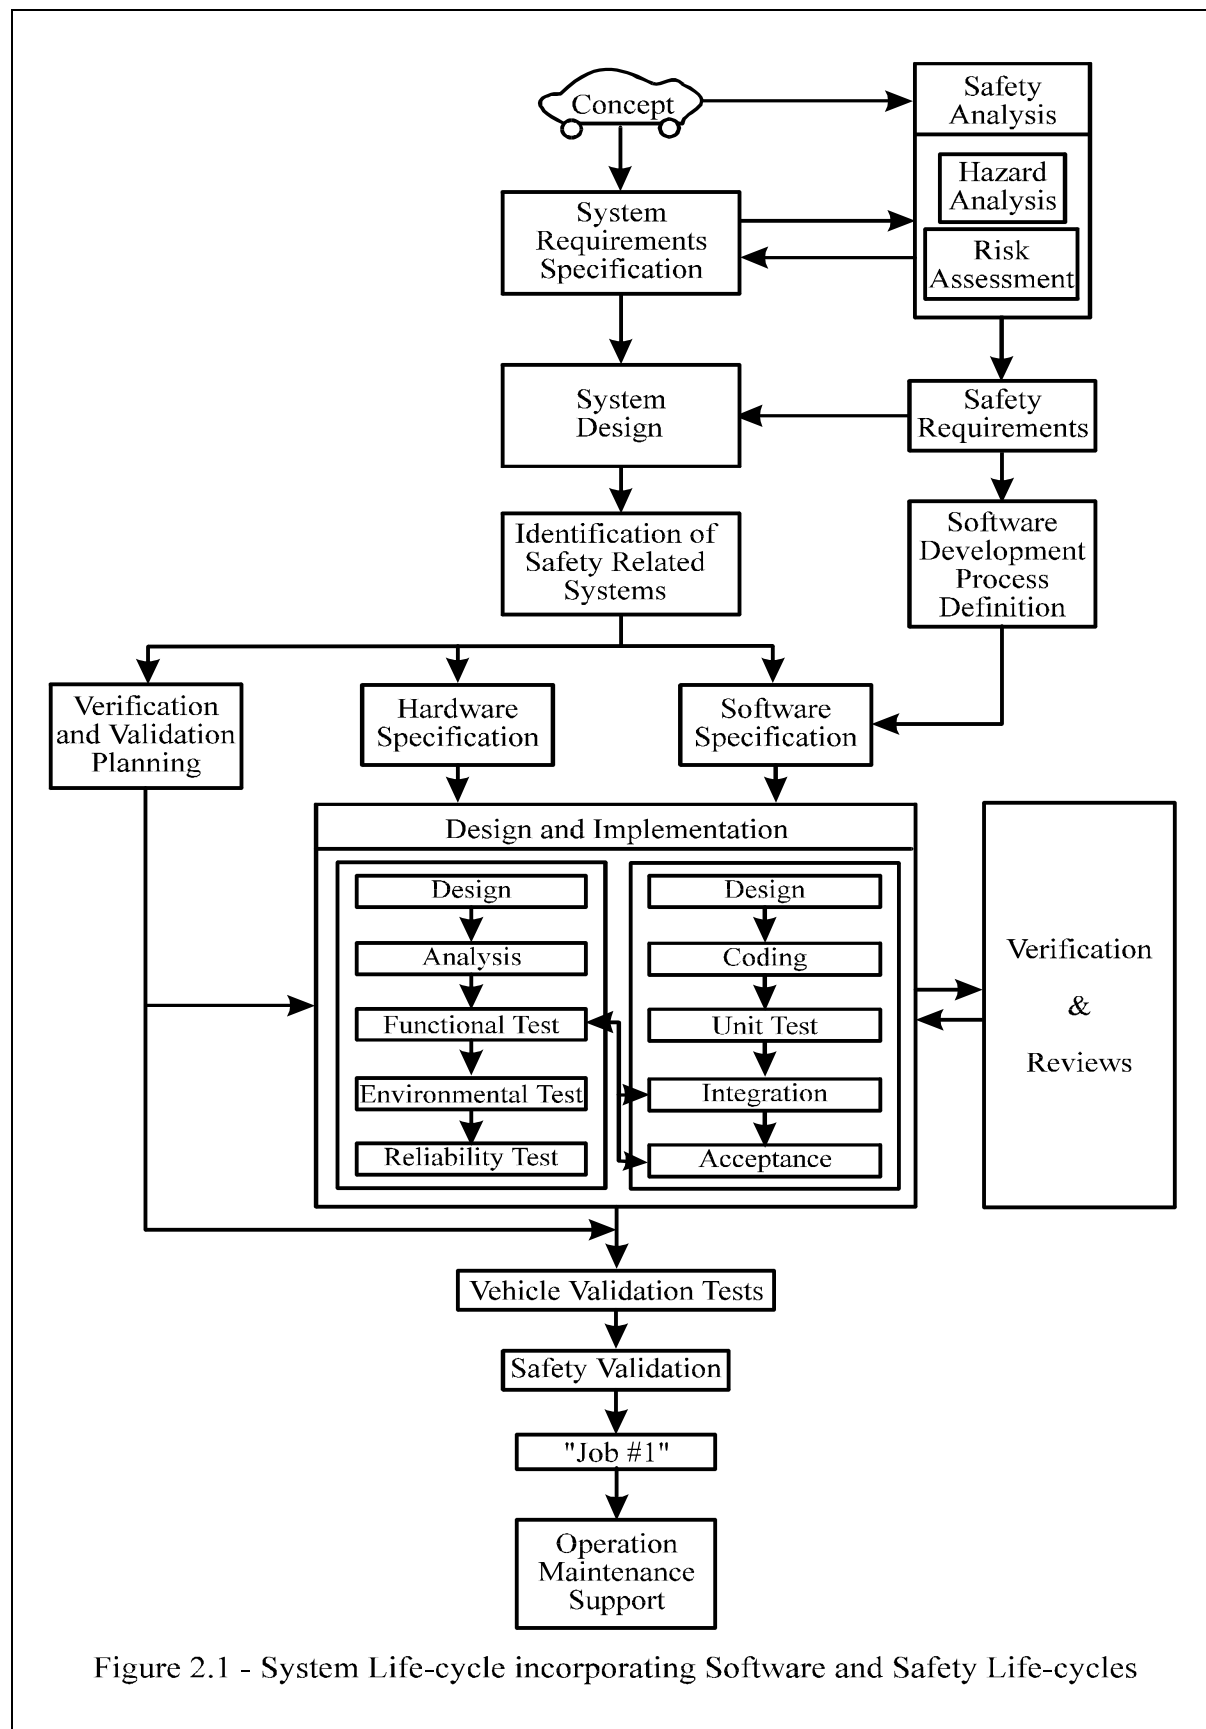 Concept
Safety
Analysis
Hazard
Analysis
Risk
Assessment
System
Requirements
Specification
System
Design
Safety
Requirements
Identification of
Safety Related
Systems
Software
Development
Process
Definition
Verification
and Validation
Planning
Hardware
Specification
Software
Specification
Design and Implementation
Design
Analysis
Functional Test
Environmental Test
Reliability Test
Design
Coding
Unit Test
Integration
Acceptance
Verification
&
Reviews
Vehicle Validation Tests
Safety Validation
"Job #1"
Operation
Maintenance
Support
Figure 2.1 - System Life-cycle incorporating Software and Safety Life-cycles